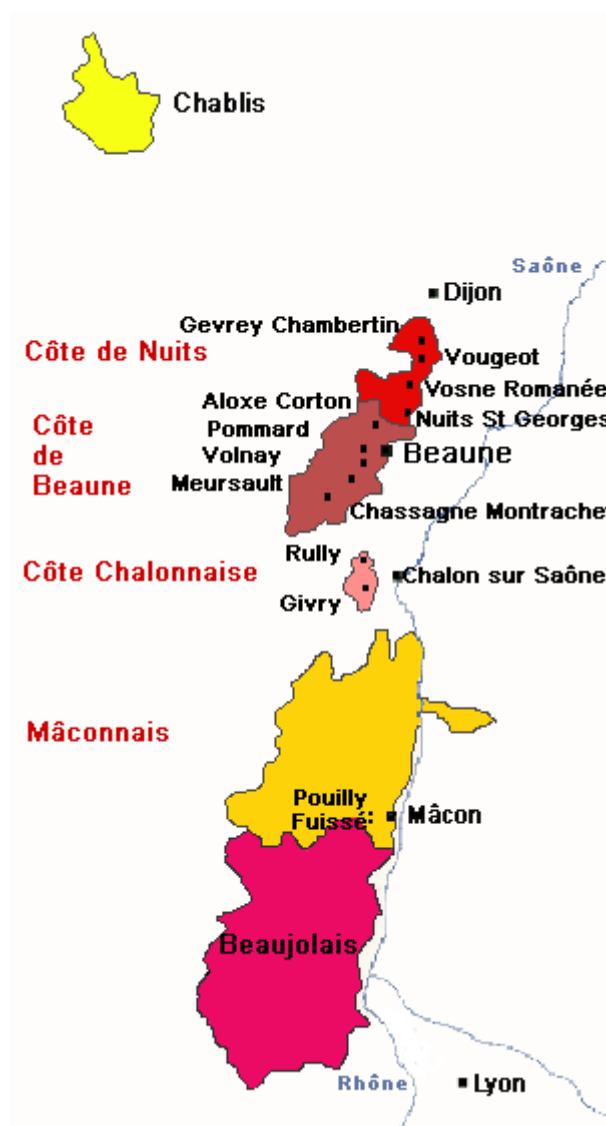 Chablis
Saône
Dijon
Gevrey Chambertin
Côte de Nuits
Vougeot
Vosne Romanée
Aloxe Corton
Nuits St Georges
Côte
de
Beaune
Pommard
Volnay
Beaune
Meursault
Chassagne Montrachet
Rully
Côte Chalonnaise
Chalon sur Saône
Givry
Mâconnais
Pouilly
Fuissé
Mâcon
Beaujolais
Rhône
Lyon